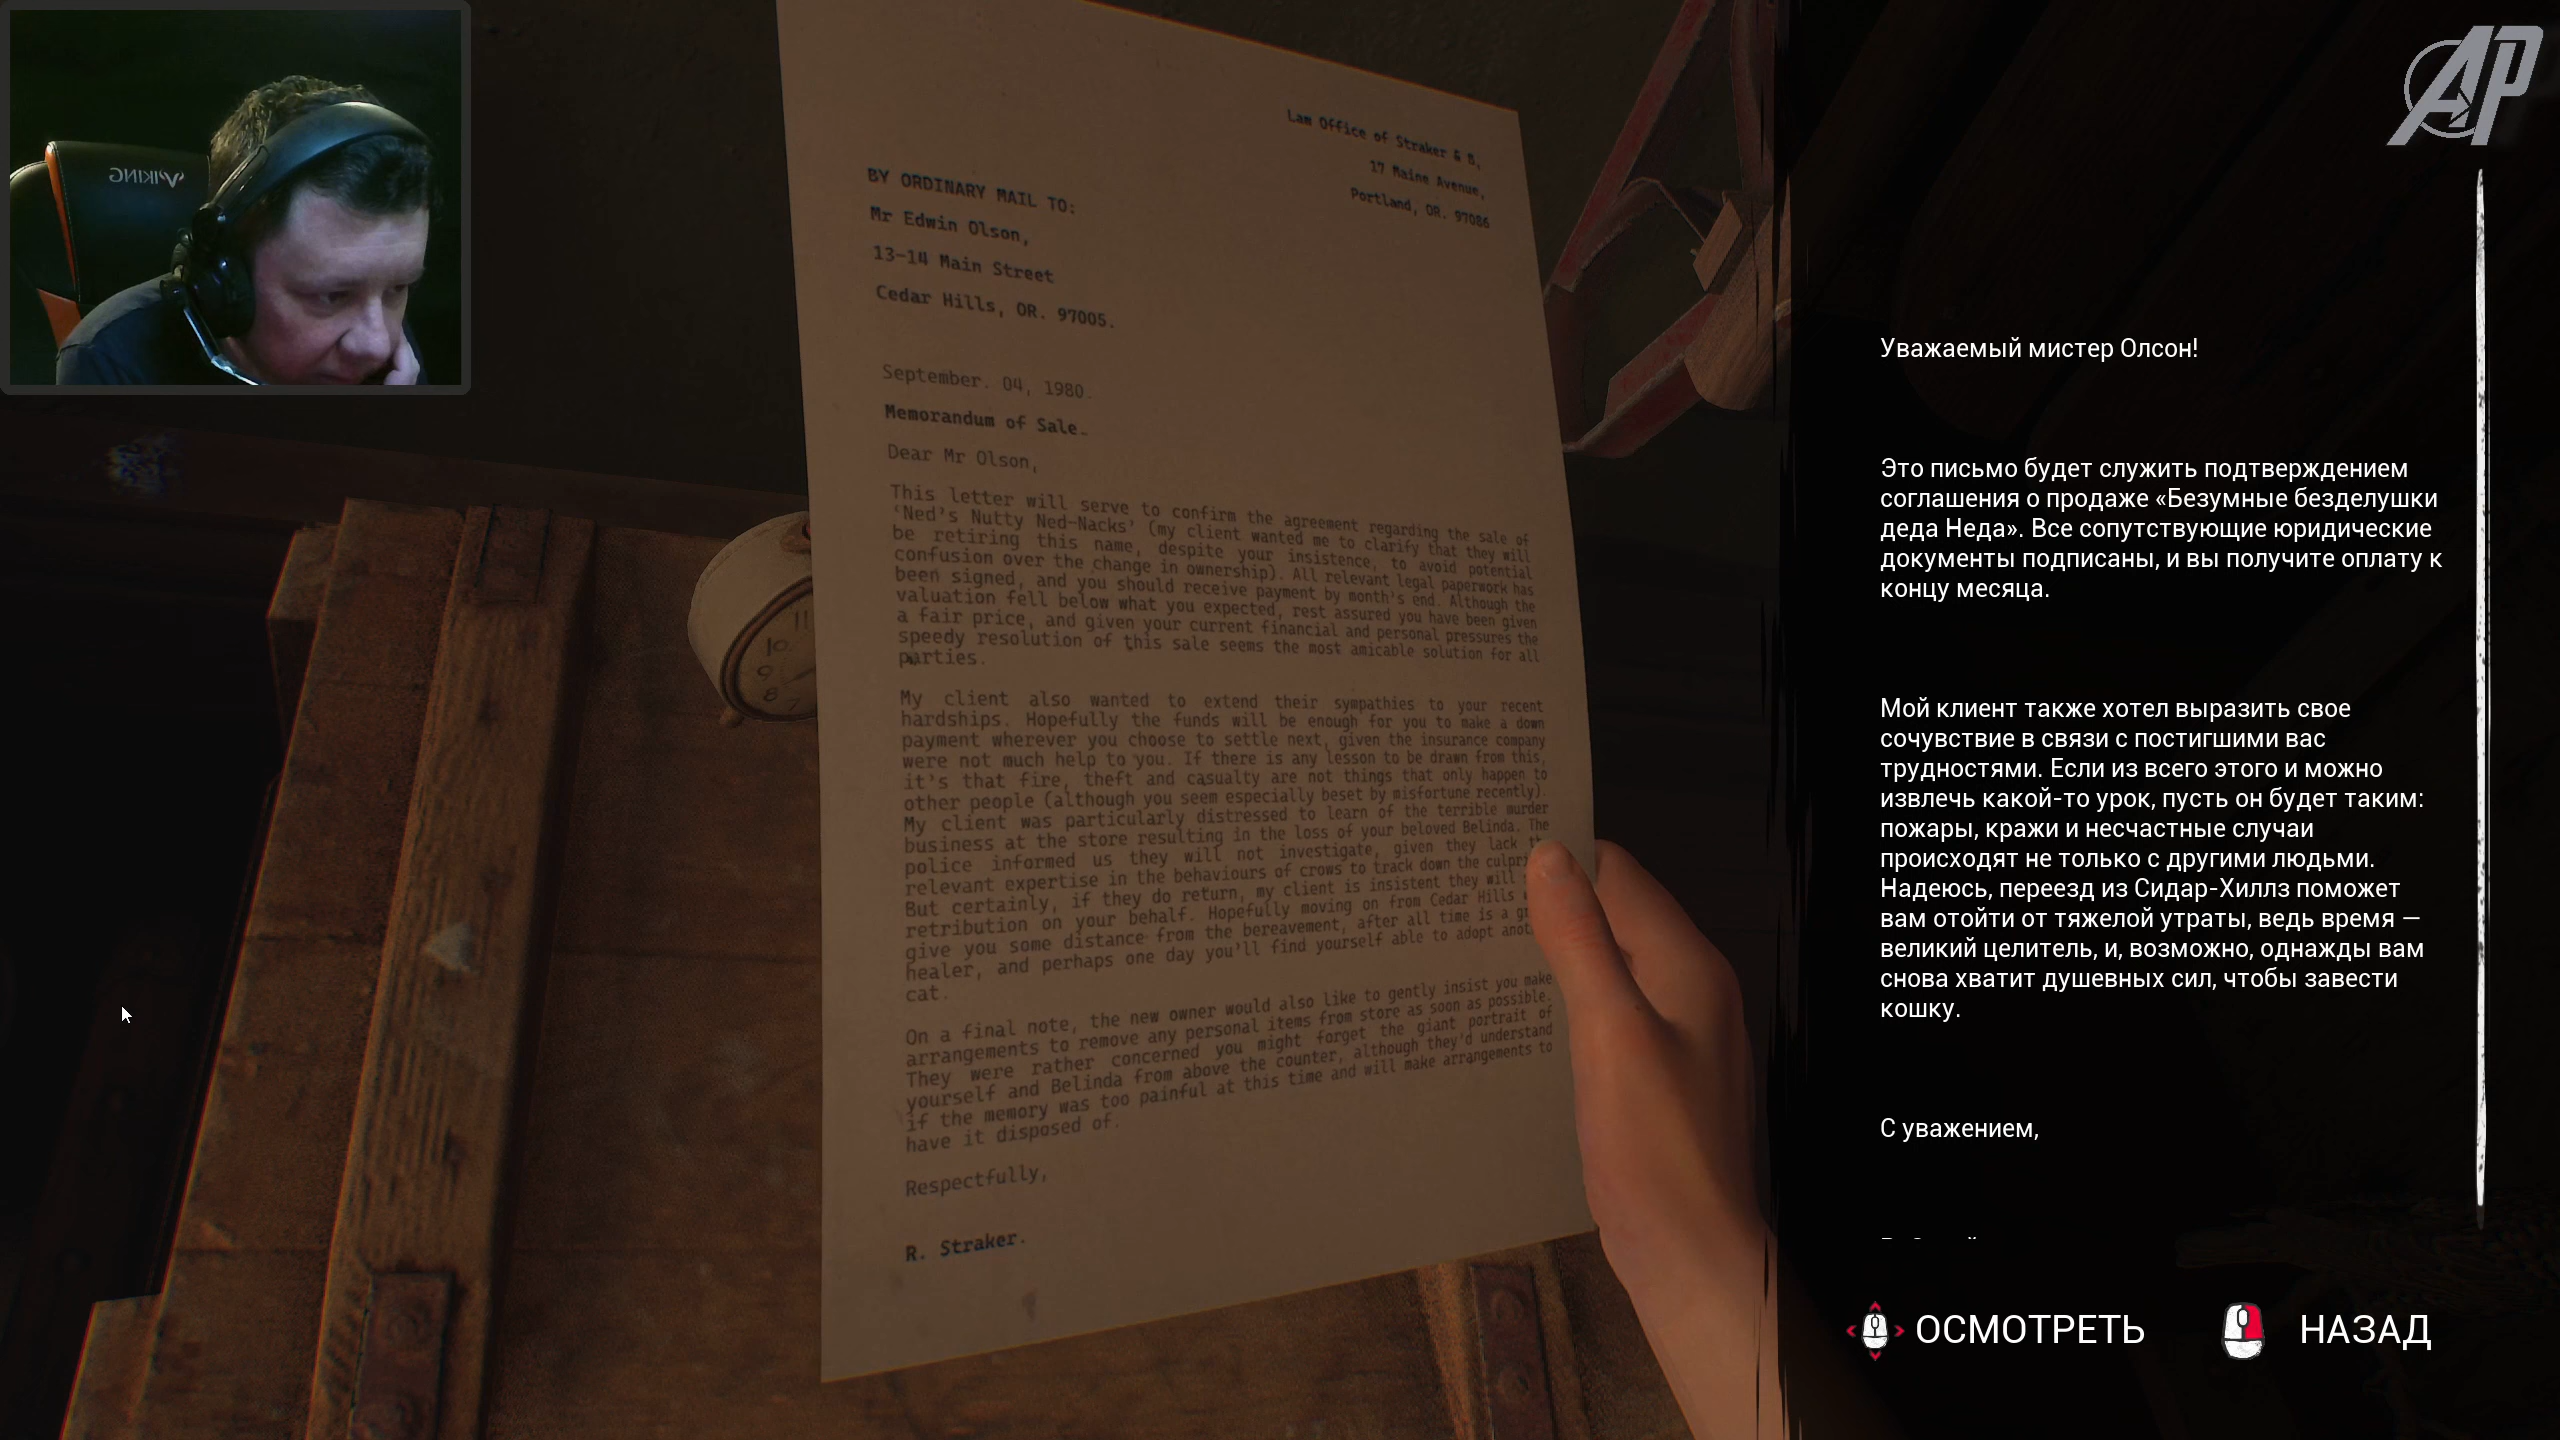 VIKING
AP
Law Office of Straker & B,
17 Maine Avenue,
Portland, OR. 97086
BY ORDINARY MAIL TO:
Mr Edwin Olson,
13-14 Main Street
Cedar Hills, OR. 97005.
September. 04, 1980.
Memorandum of Sale.
Dear Mr Olson,
This letter will serve to confirm the agreement regarding the sale of
‘Ned’s Nutty Ned-Nacks’ (my client wanted me to clarify that they will
be retiring this name, despite your insistence, to avoid potential
confusion over the change in ownership). All relevant legal paperwork has
been signed, and you should receive payment by month’s end. Although the
valuation fell below what you expected, rest assured you have been given
a fair price, and given your current financial and personal pressures the
speedy resolution of this sale seems the most amicable solution for all
parties.
My client also wanted to extend their sympathies to your recent
hardships. Hopefully the funds will be enough for you to make a down
payment wherever you choose to settle next, given the insurance company
were not much help to you. If there is any lesson to be drawn from this,
it’s that fire, theft and casualty are not things that only happen to
other people (although you seem especially beset by misfortune recently).
My client was particularly distressed to learn of the terrible murder
business at the store resulting in the loss of your beloved Belinda. The
police informed us they will not investigate, given they lack
relevant expertise in the behaviours of crows to track down the
But certainly, if they do return, my client is insistent they will
retribution on your behalf. Hopefully moving on from Cedar Hills
give you some distance from the bereavement, after all time is a
healer, and perhaps one day you’ll find yourself able to adopt
cat.
On a final note, the new owner would also like to gently insist you make
arrangements to remove any personal items from store as soon as possible.
They were rather concerned you might forget the giant portrait of
yourself and Belinda from above the counter, although they’d understand
if the memory was too painful at this time and will make arrangements to
have it disposed of.
Respectfully,
R. Straker.
11
10
9
8
7
Уважаемый мистер Олсон!
Это письмо будет служить подтверждением
соглашения о продаже «Безумные безделушки
деда Неда». Все сопутствующие юридические
документы подписаны, и вы получите оплату к
концу месяца.
Мой клиент также хотел выразить свое
сочувствие в связи с постигшими вас
трудностями. Если из всего этого и можно
извлечь какой-то урок, пусть он будет таким:
пожары, кражи и несчастные случаи
происходят не только с другими людьми.
Надеюсь, переезд из Сидар-Хиллз поможет
вам отойти от тяжелой утраты, ведь время —
великий целитель, и, возможно, однажды вам
снова хватит душевных сил, чтобы завести
кошку.
С уважением,
ОСМОТРЕТЬ
НАЗАД